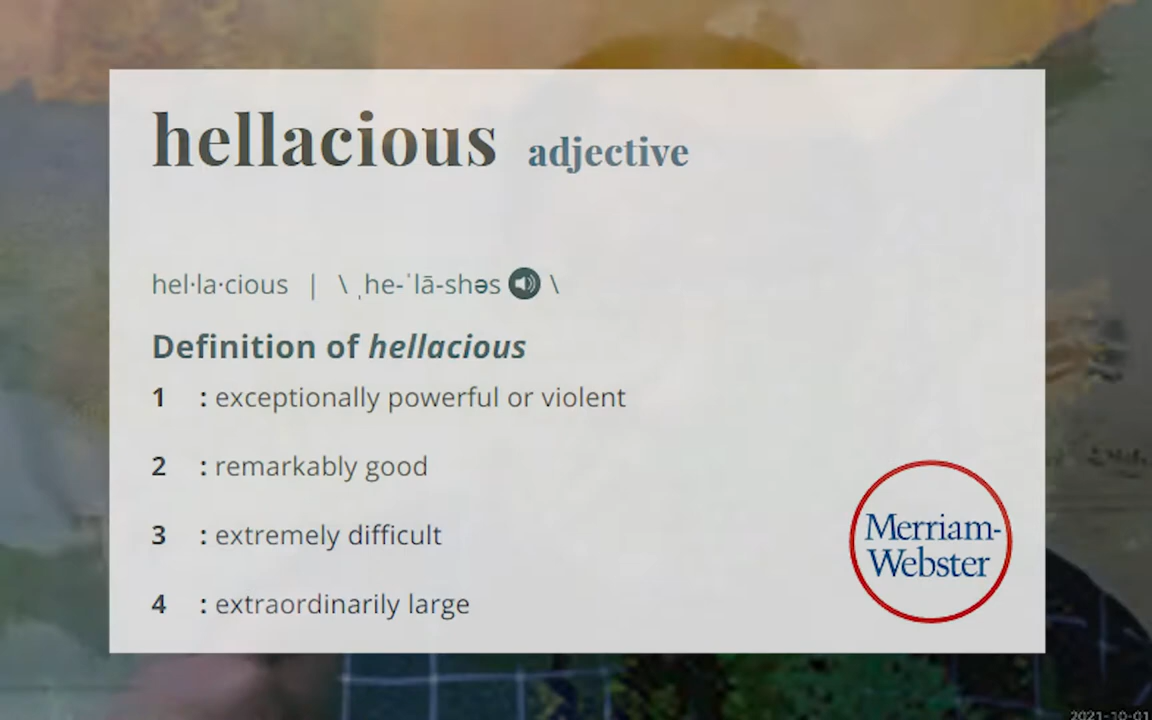 hellacious adjective
hel·la·cious | \ ˌhe-ˈlā-shəs \
Definition of hellacious
1 : exceptionally powerful or violent
2 : remarkably good
3 : extremely difficult
4 : extraordinarily large
Merriam-
Webster
2021-10-01